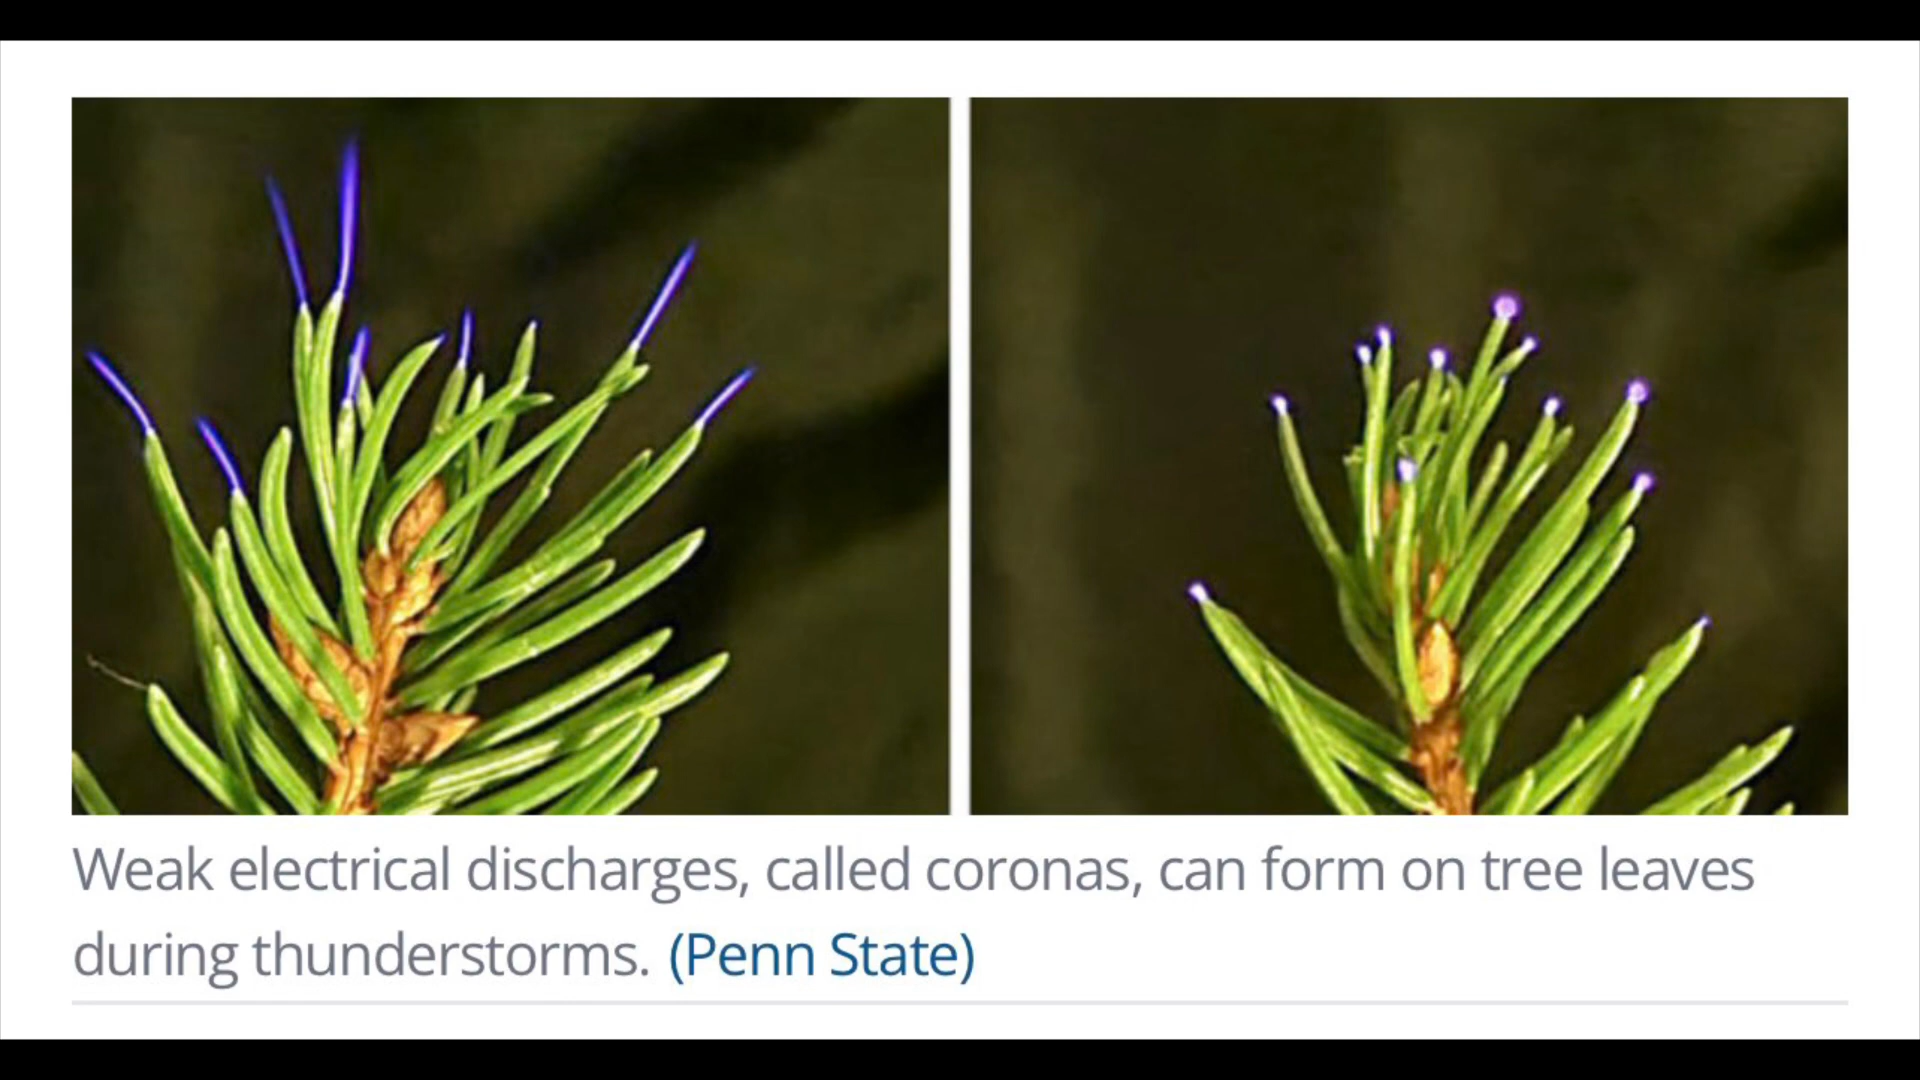 Weak electrical discharges, called coronas, can form on tree leaves
during thunderstorms. (Penn State)